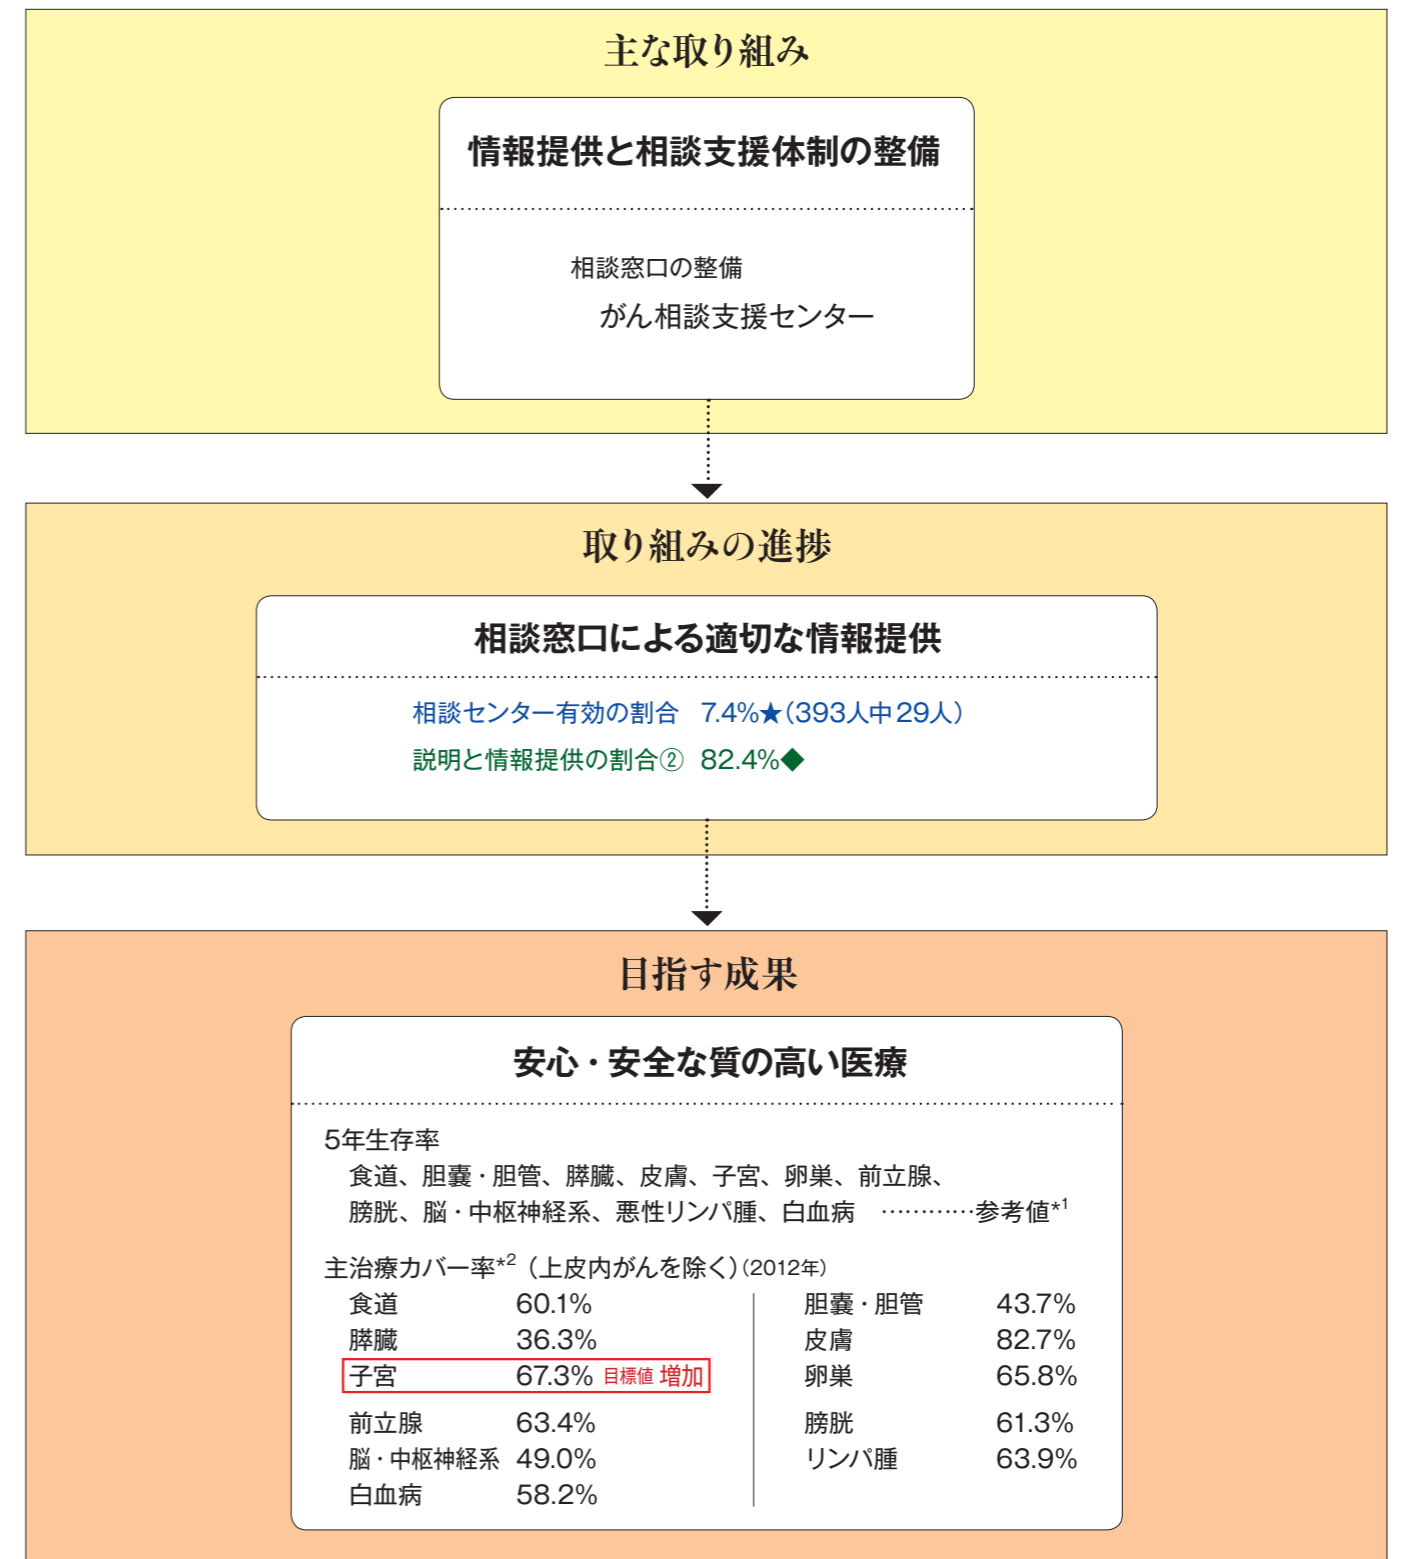 主な取り組み
情報提供と相談支援体制の整備
相談窓口の整備
がん相談支援センター
取り組みの進捗
相談窓口による適切な情報提供
相談センター有効の割合 7.4%★(393人中29人)
説明と情報提供の割合② 82.4%◆
目指す成果
安心・安全な質の高い医療
5年生存率
食道、胆嚢・胆管、膵臓、皮膚、子宮、卵巣、前立腺、
膀胱、脳・中枢神経系、悪性リンパ腫、白血病 …………参考値*1
主治療カバー率*2(上皮内がんを除く)(2012年)
食道 60.1%
膵臓 36.3%
子宮 67.3% 目標値 増加
前立腺 63.4%
脳・中枢神経系 49.0%
白血病 58.2%
胆嚢・胆管 43.7%
皮膚 82.7%
卵巣 65.8%
膀胱 61.3%
リンパ腫 63.9%